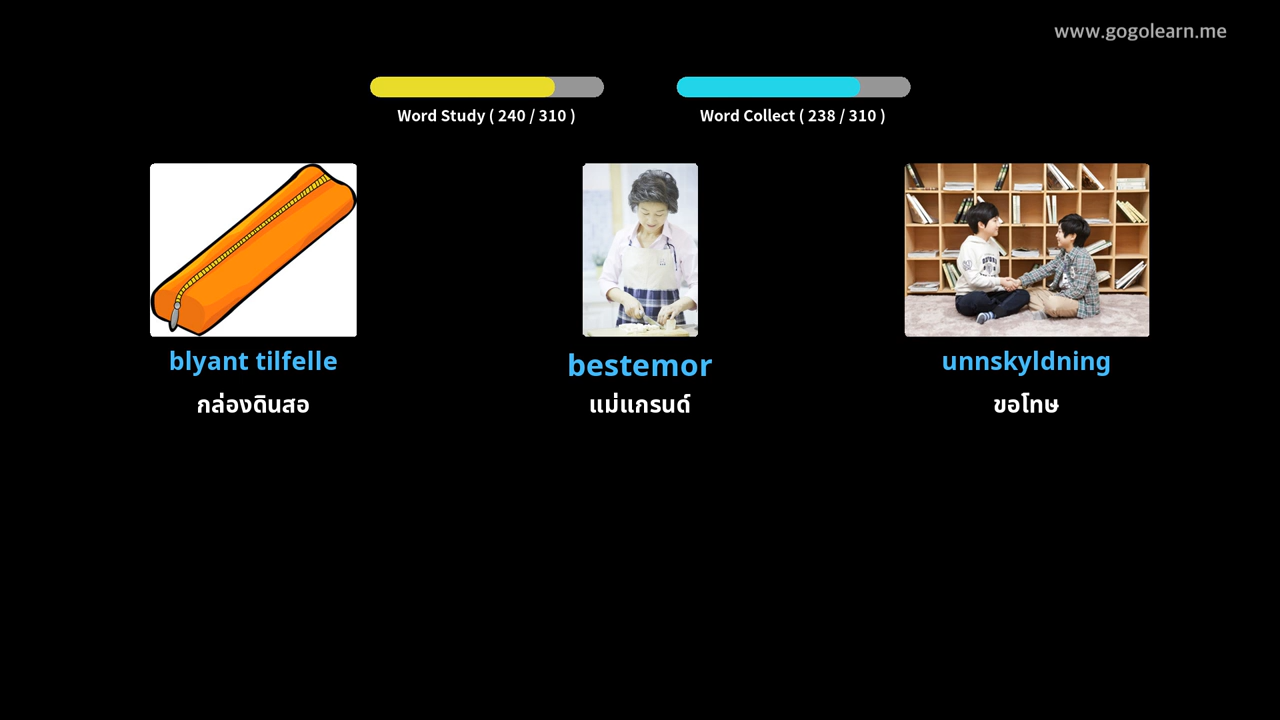 www.gogolearn.me
Word Study ( 240 / 310 )
Word Collect ( 238 / 310 )
blyant tilfelle
bestemor
unnskyldning
กล่องดินสอ
แม่แกรนด์
ขอโทษ